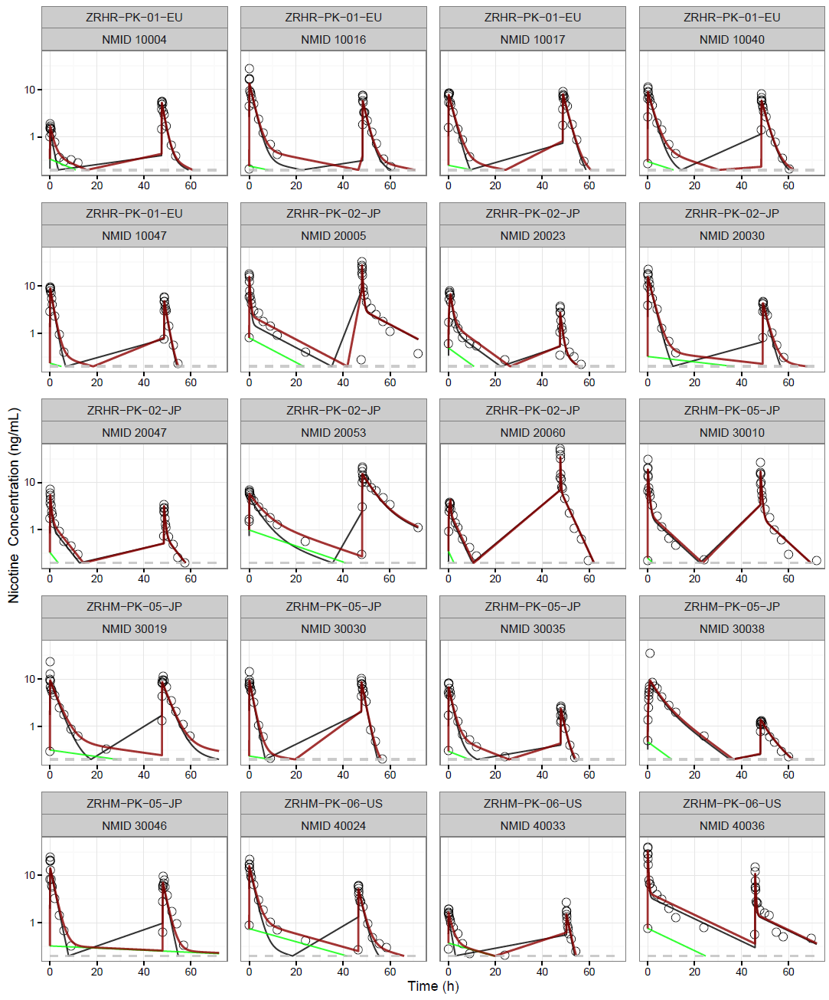 ZRHR−PK−01−EU ZRHR−PK−01−EU ZRHR−PK−01−EU ZRHR−PK−01−EU
NMID 10004 NMID 10016 NMID 10017 NMID 10040
10
1
0 20 40 60 0 20 40 60 0 20 40 60 0 20 40 60
ZRHR−PK−01−EU ZRHR−PK−02−JP ZRHR−PK−02−JP ZRHR−PK−02−JP
NMID 10047 NMID 20005 NMID 20023 NMID 20030
10
1
0 20 40 60 0 20 40 60 0 20 40 60 0 20 40 60
ZRHR−PK−02−JP ZRHR−PK−02−JP ZRHR−PK−02−JP ZRHM−PK−05−JP
NMID 20047 NMID 20053 NMID 20060 NMID 30010
10
1
0 20 40 60 0 20 40 60 0 20 40 60 0 20 40 60
ZRHM−PK−05−JP ZRHM−PK−05−JP ZRHM−PK−05−JP ZRHM−PK−05−JP
NMID 30019 NMID 30030 NMID 30035 NMID 30038
10
1
0 20 40 60 0 20 40 60 0 20 40 60 0 20 40 60
ZRHM−PK−05−JP ZRHM−PK−06−US ZRHM−PK−06−US ZRHM−PK−06−US
NMID 30046 NMID 40024 NMID 40033 NMID 40036
10
1
0 20 40 60 0 20 40 60 0 20 40 60 0 20 40 60
Nicotine Concentration (ng/mL)
Time (h)